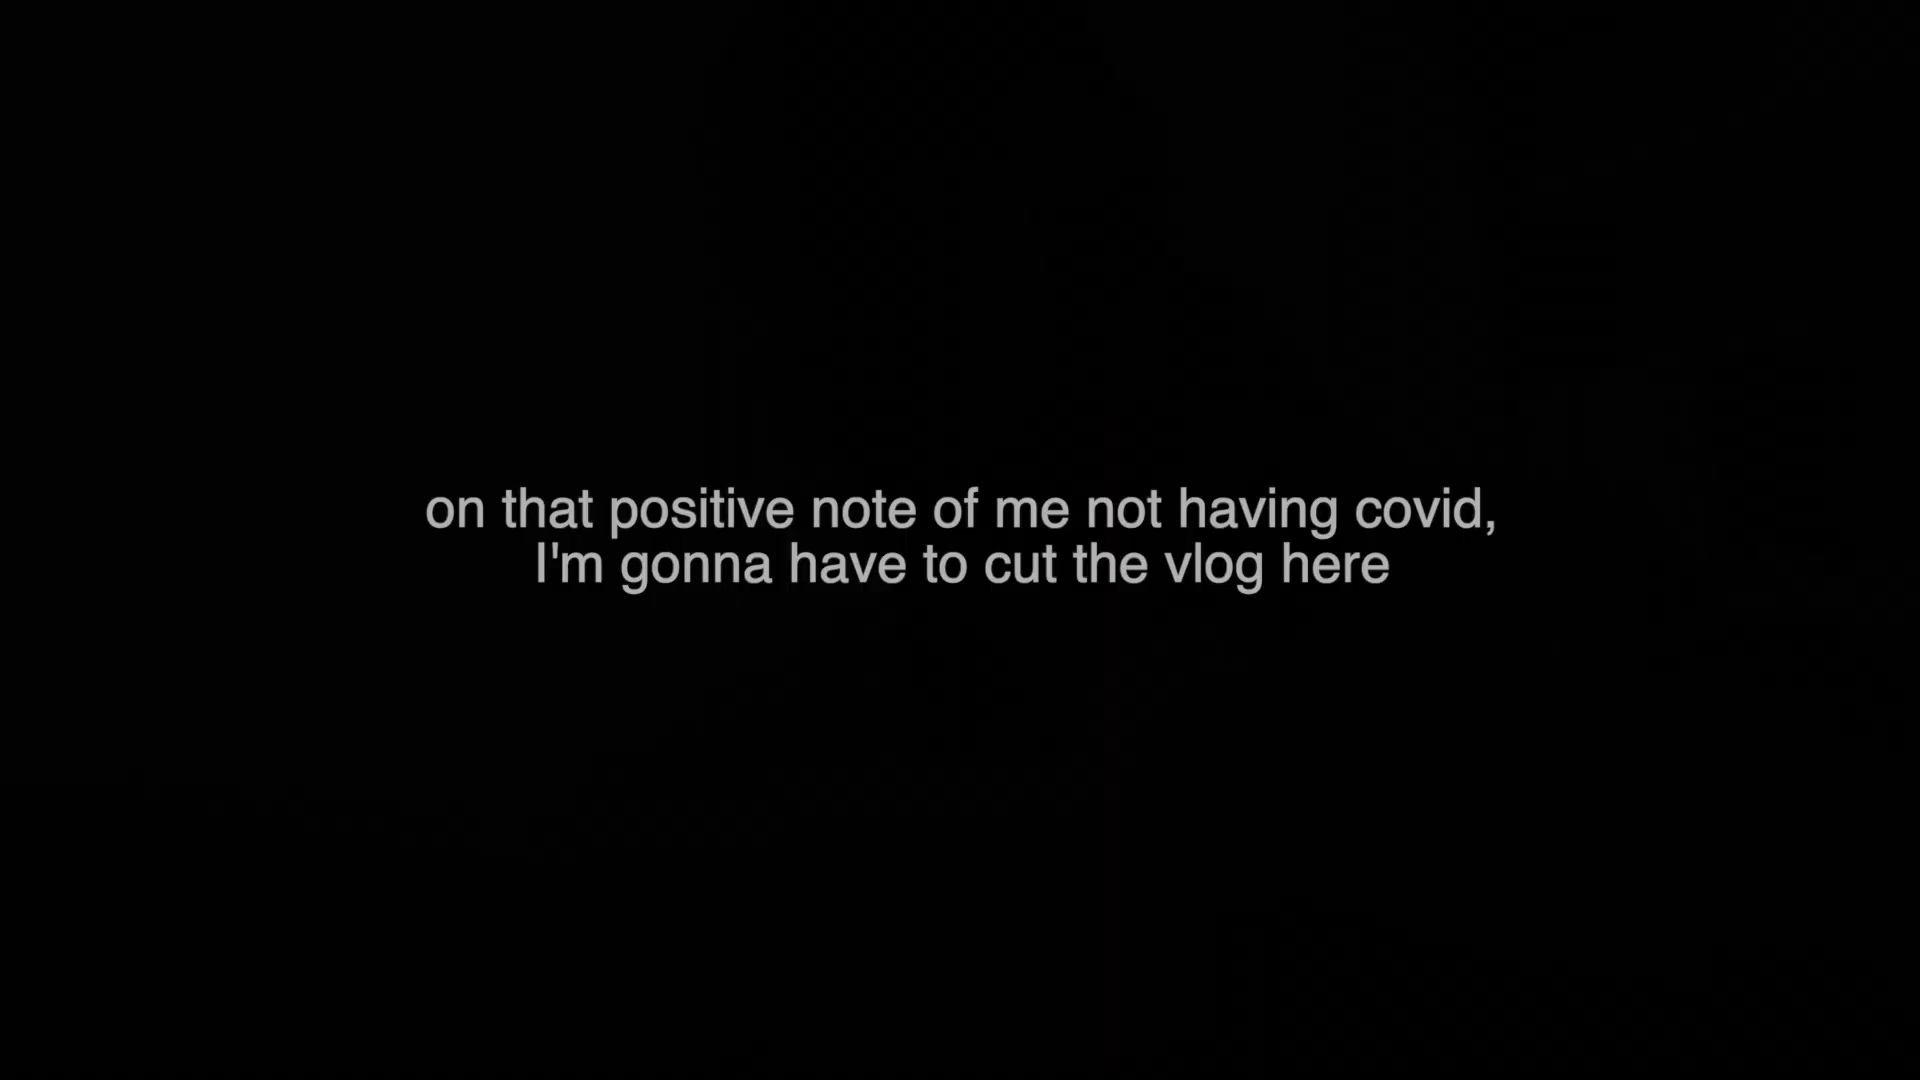 on that positive note of me not having covid,
I'm gonna have to cut the vlog here